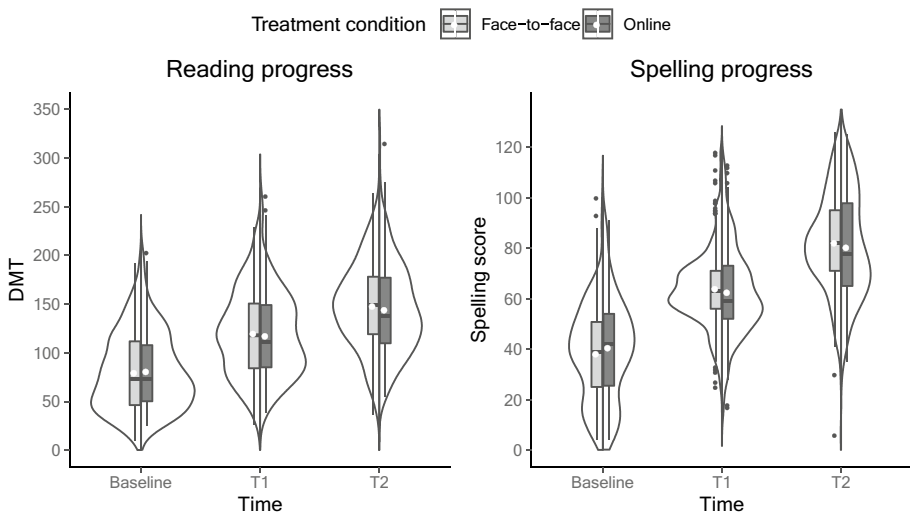 Treatment condition Face-to-face Online
Reading progress
DMT
350
300
250
200
150
100
50
0
Baseline T1 T2
Time
Spelling progress
Spelling score
120
100
80
60
40
20
0
Baseline T1 T2
Time